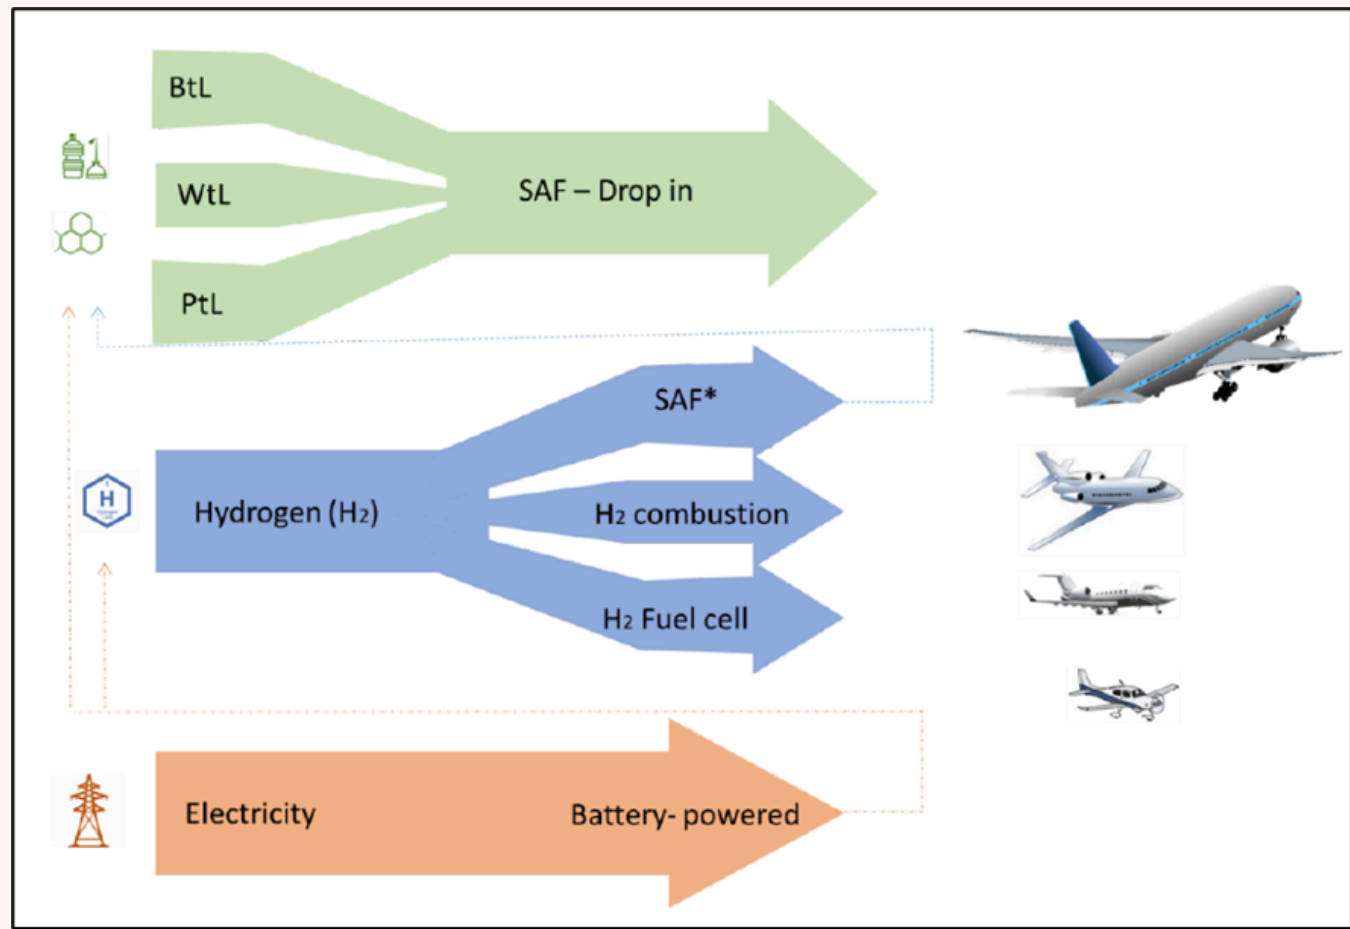 BtL
WtL
SAF – Drop in
PtL
SAF*
H
Hydrogen (H₂)
H₂ combustion
H₂ Fuel cell
Electricity
Battery- powered